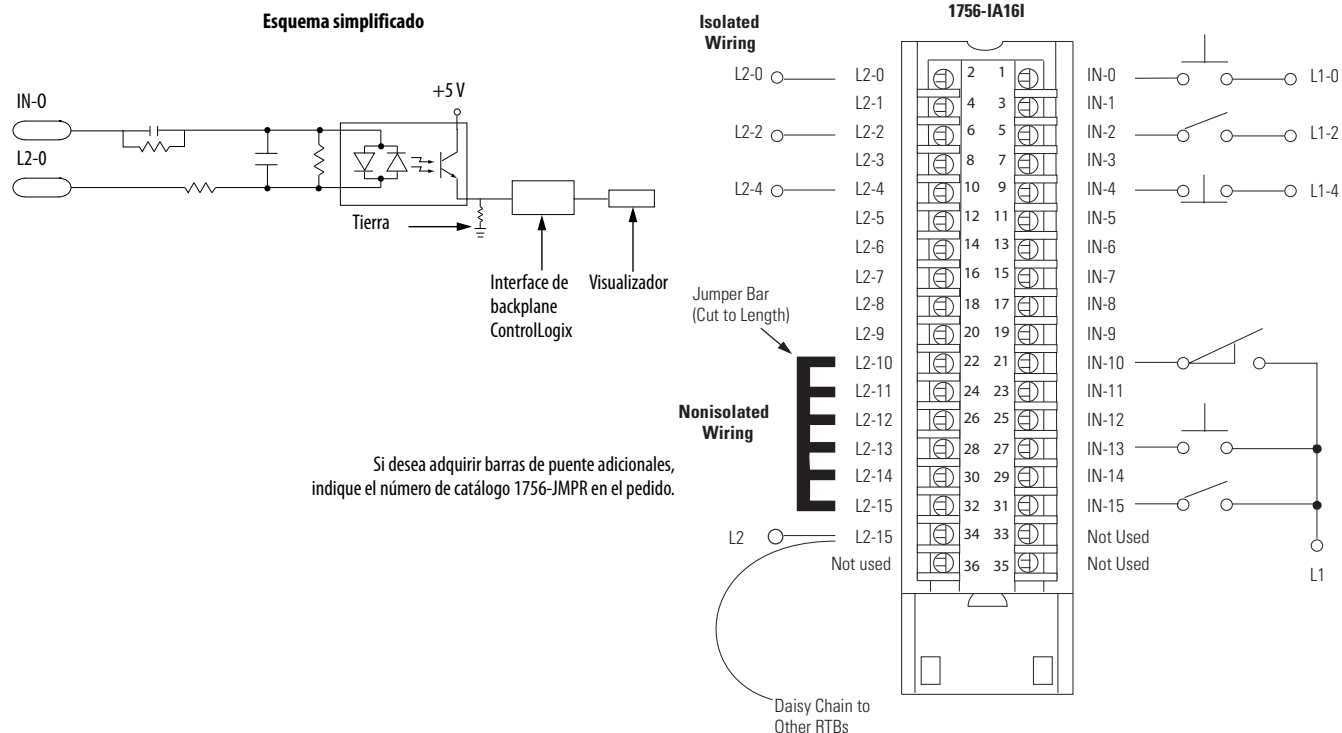 Esquema simplificado
IN-0
L2-0
+5 V
Tierra
Interface de
backplane
ControlLogix
Visualizador
Si desea adquirir barras de puente adicionales,
indique el número de catálogo 1756-JMPR en el pedido.
1756-IA16I
Isolated
Wiring
L2-0 L2-0 2 1 IN-0 L1-0
L2-1 4 3 IN-1
L2-2 L2-2 6 5 IN-2 L1-2
L2-3 8 7 IN-3
L2-4 L2-4 10 9 IN-4 L1-4
L2-5 12 11 IN-5
L2-6 14 13 IN-6
L2-7 16 15 IN-7
Jumper Bar
(Cut to Length)
L2-8 18 17 IN-8
L2-9 20 19 IN-9
L2-10 22 21 IN-10
L2-11 24 23 IN-11
Nonisolated
Wiring
L2-12 26 25 IN-12
L2-13 28 27 IN-13
L2-14 30 29 IN-14
L2-15 32 31 IN-15
L2 L2-15 34 33 Not Used
Not used 36 35 Not Used
L1
Daisy Chain to
Other RTBs